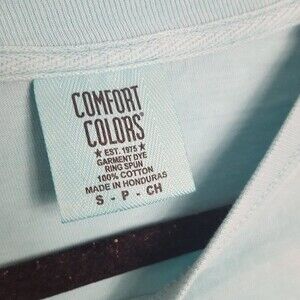 COMFORT
COLORS®
★ EST. 1975 ★
GARMENT DYE
RING SPUN
100% COTTON
MADE IN HONDURAS
S - P - CH